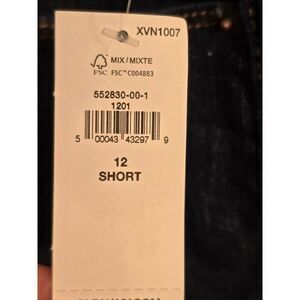 XVN1007
MIX / MIXTE
FSC FSC™ C004883
552830-00-1
1201
5 00043 43297 9
12
SHORT